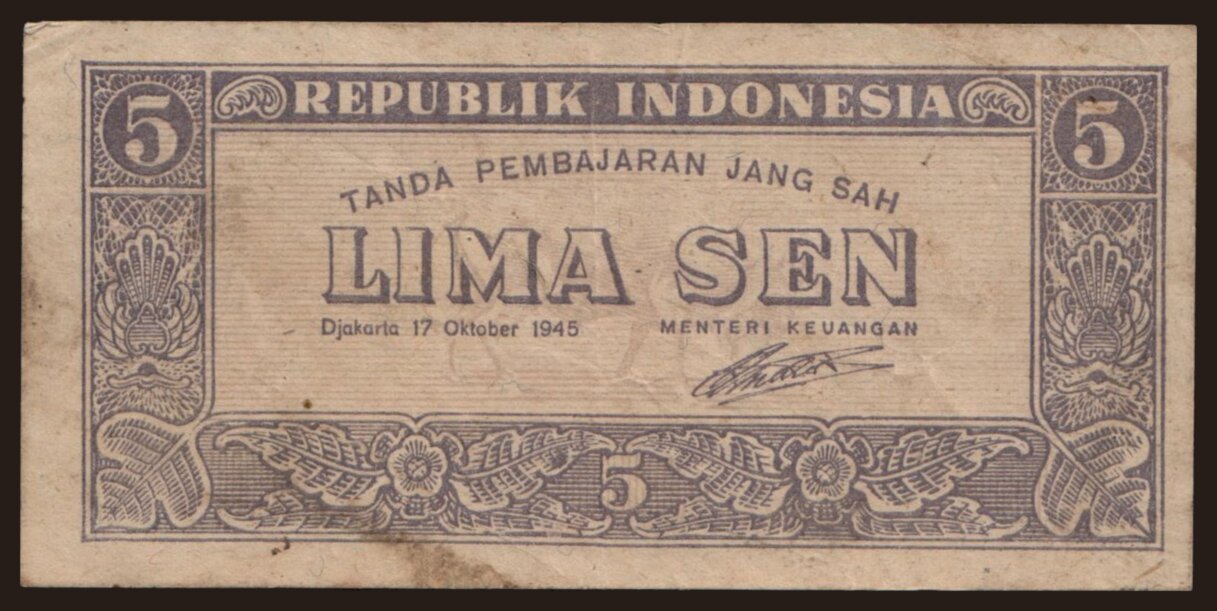 5 REPUBLIK INDONESIA 5
TANDA PEMBAJARAN JANG SAH
LIMA SEN
Djakarta 17 Oktober 1945 MENTERI KEUANGAN
5